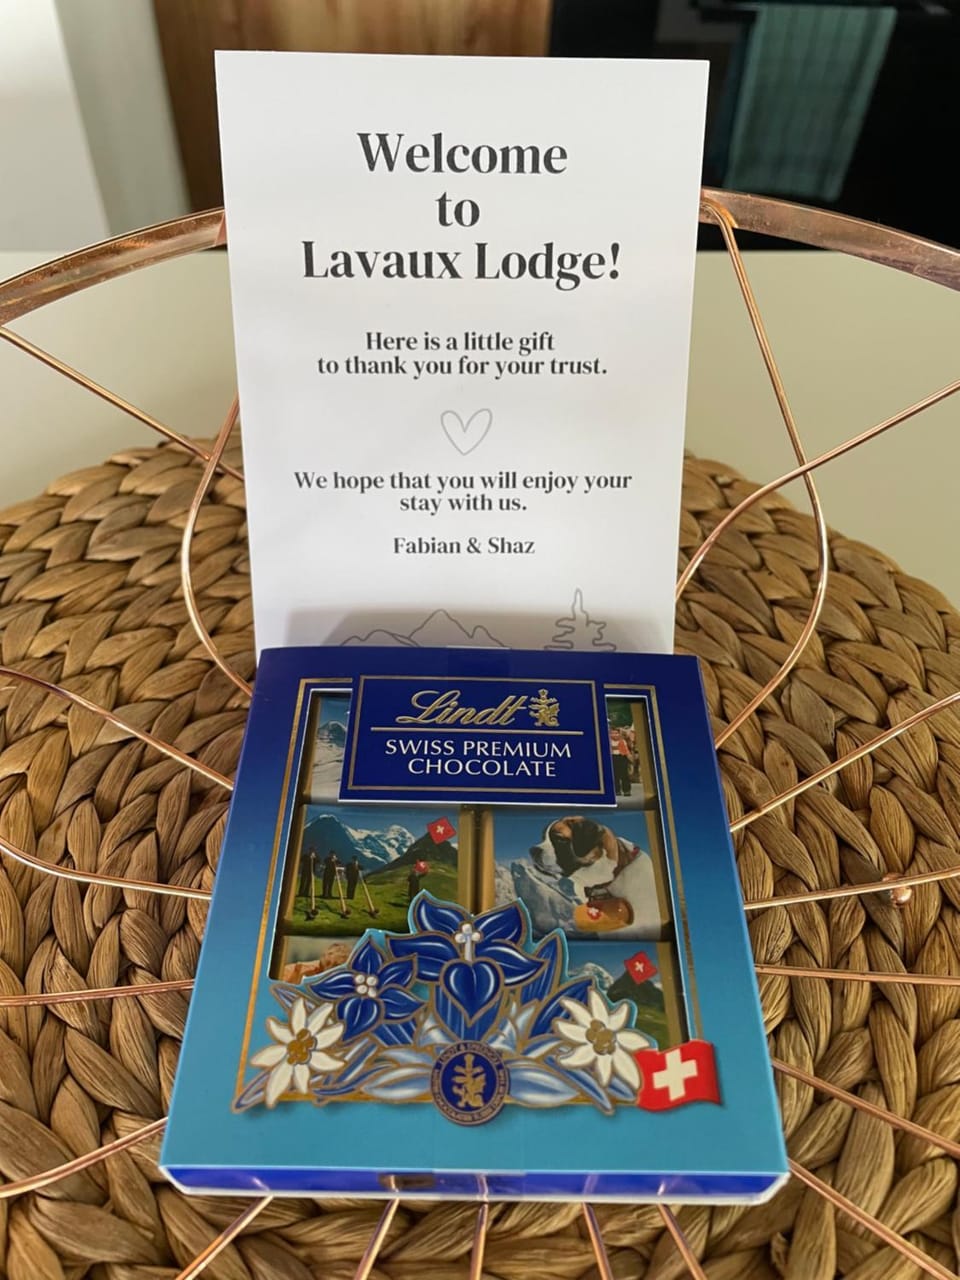 Welcome
to
Lavaux Lodge!
Here is a little gift
to thank you for your trust.
We hope that you will enjoy your
stay with us.
Fabian & Shaz
Lindt
SWISS PREMIUM
CHOCOLATE